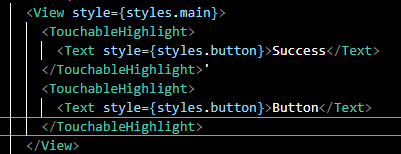 <View style={styles.main}>
<TouchableHighlight>
<Text style={styles.button}>Success</Text>
</TouchableHighlight>'
<TouchableHighlight>
<Text style={styles.button}>Button</Text>
</TouchableHighlight>
</View>